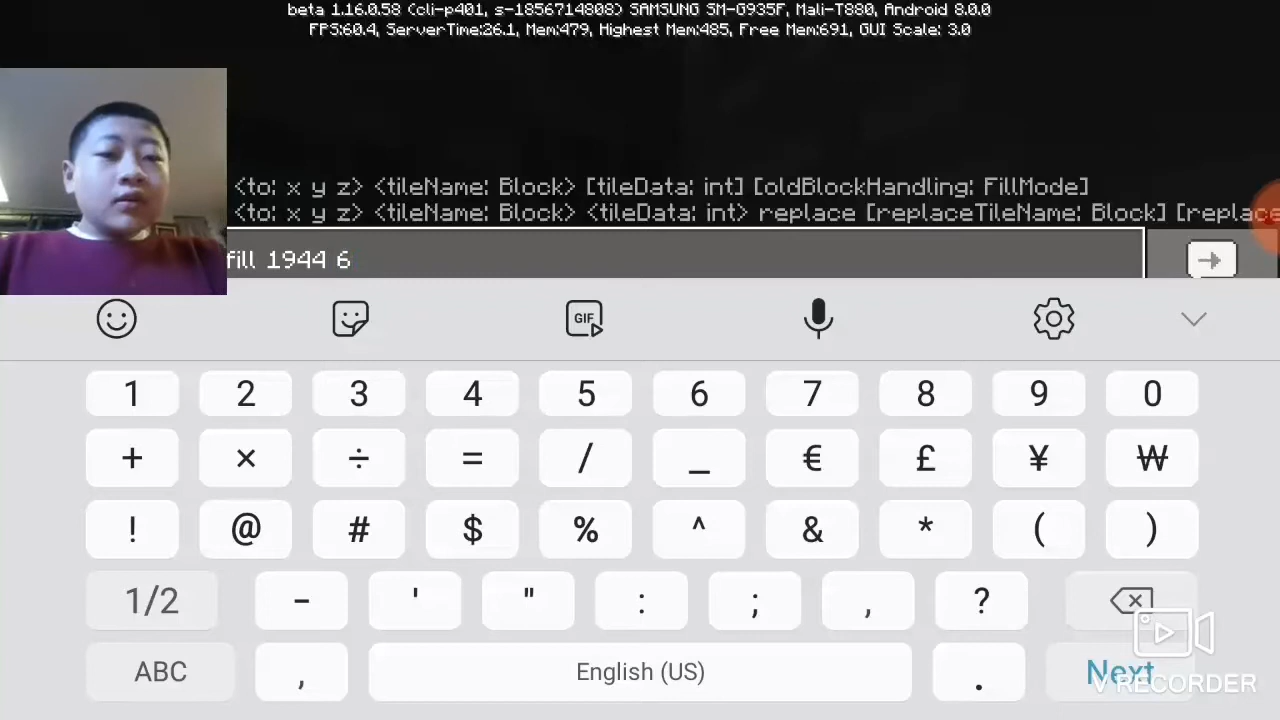 beta 1.16.0.58 (cli-p401, s-1856714808) SAMSUNG SM-G935F, Mali-T880, Android 8.0.0
FPS:60.4, ServerTime:26.1, Mem:479, Highest Mem:485, Free Mem:691, GUI Scale: 3.0
<to: x y z> <tileName: Block> [tileData: int] [oldBlockHandling: FillMode]
<to: x y z> <tileName: Block> <tileData: int> replace [replaceTileName: Block] [replace
fill 1944 6
GIF
1 2 3 4 5 6 7 8 9 0
+ × ÷ = / _ € £ ¥ ₩
! @ # $ % ^ & * ( )
1/2 - ' " : ; , ?
ABC , English (US) . Next
V RECORDER